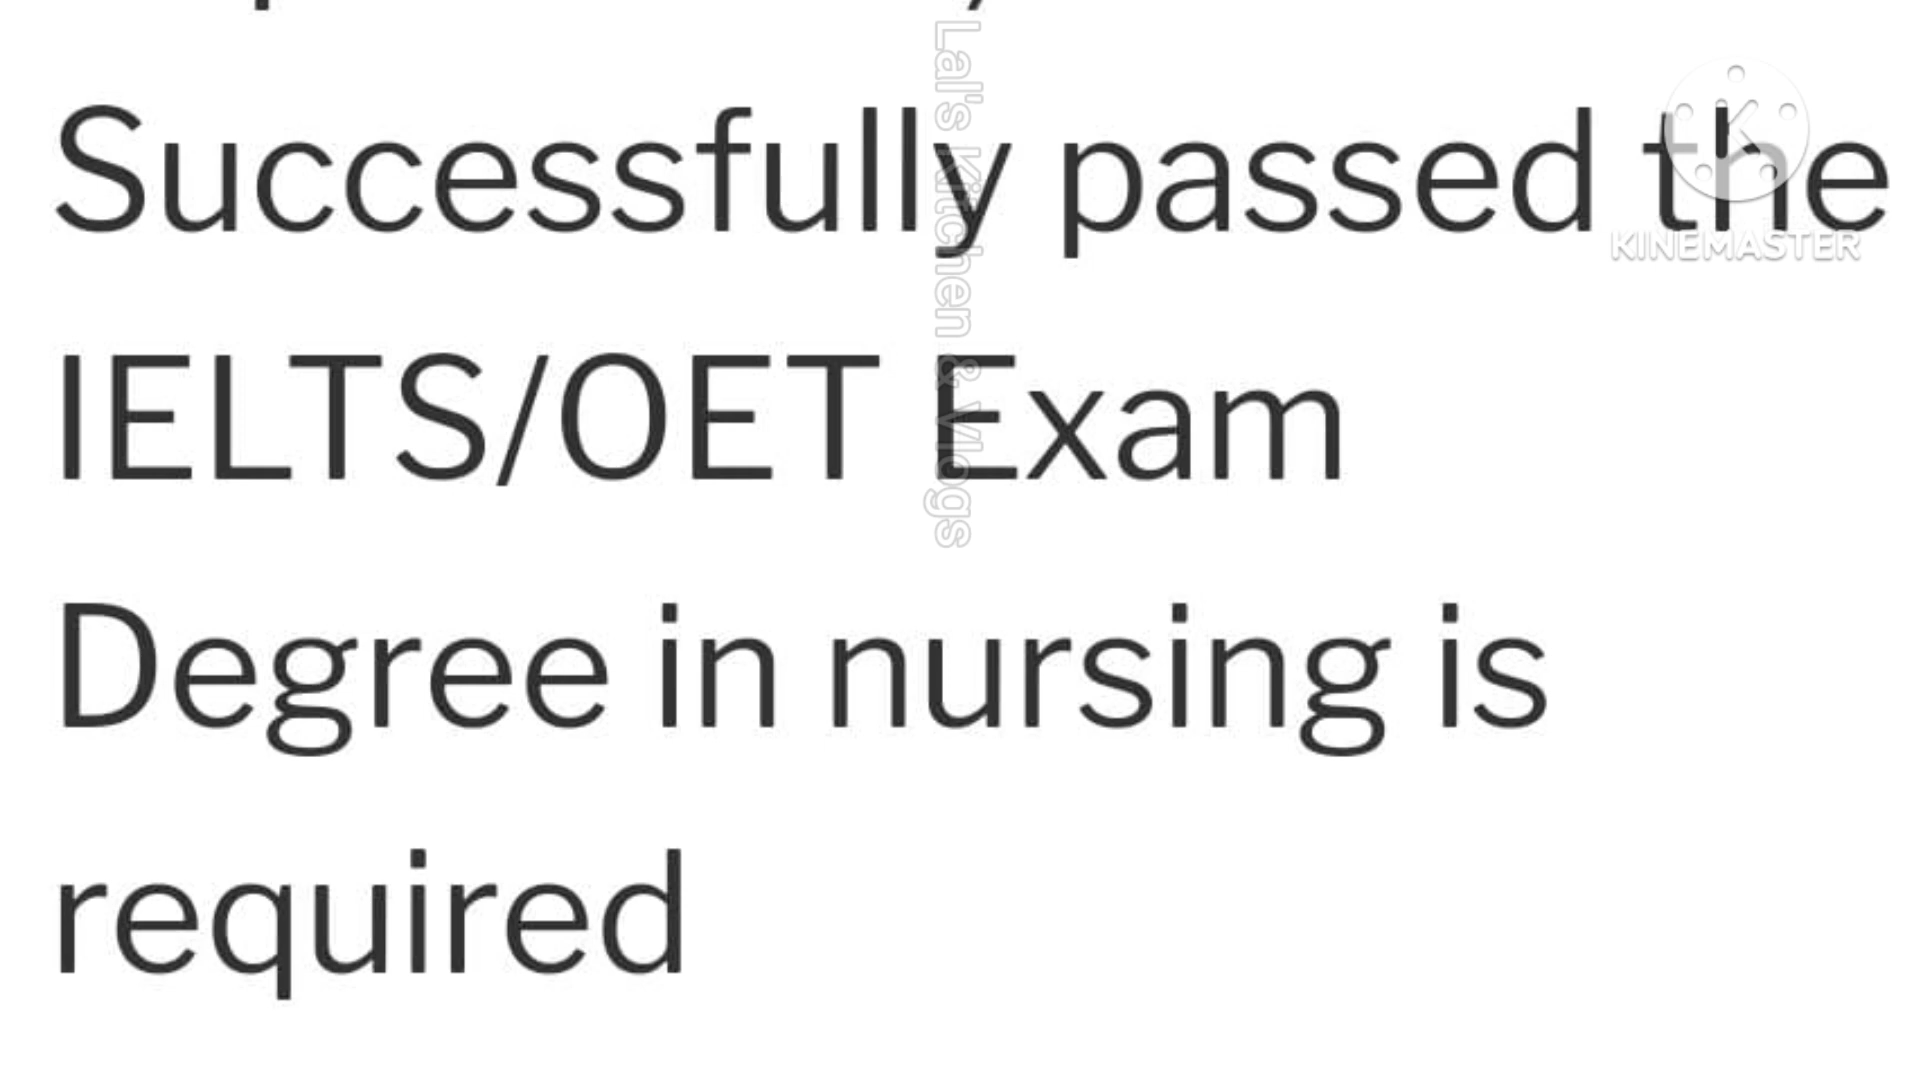 Successfully passed the
IELTS/OET Exam
Degree in nursing is
required
Lal's Kitchen & Vlogs
KINEMASTER